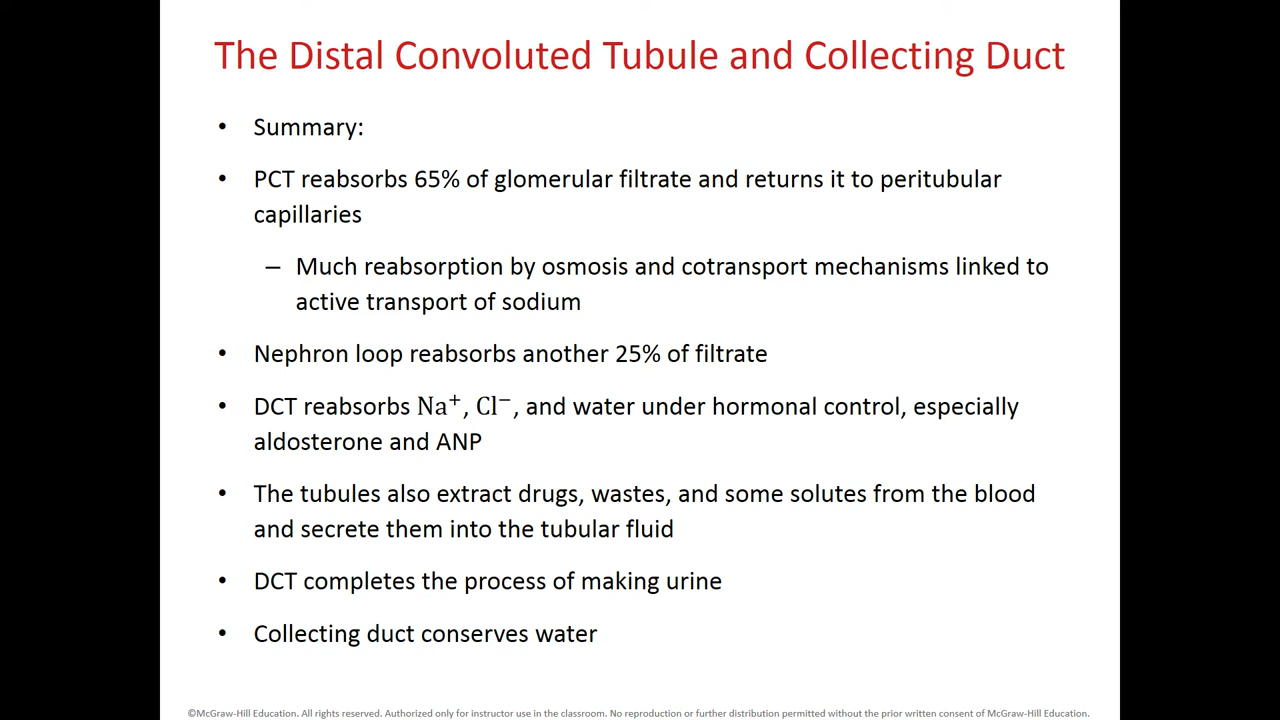 The Distal Convoluted Tubule and Collecting Duct
• Summary:
• PCT reabsorbs 65% of glomerular filtrate and returns it to peritubular
capillaries
– Much reabsorption by osmosis and cotransport mechanisms linked to
active transport of sodium
• Nephron loop reabsorbs another 25% of filtrate
• DCT reabsorbs Na⁺, Cl⁻, and water under hormonal control, especially
aldosterone and ANP
• The tubules also extract drugs, wastes, and some solutes from the blood
and secrete them into the tubular fluid
• DCT completes the process of making urine
• Collecting duct conserves water
©McGraw-Hill Education. All rights reserved. Authorized only for instructor use in the classroom. No reproduction or further distribution permitted without the prior written consent of McGraw-Hill Education.